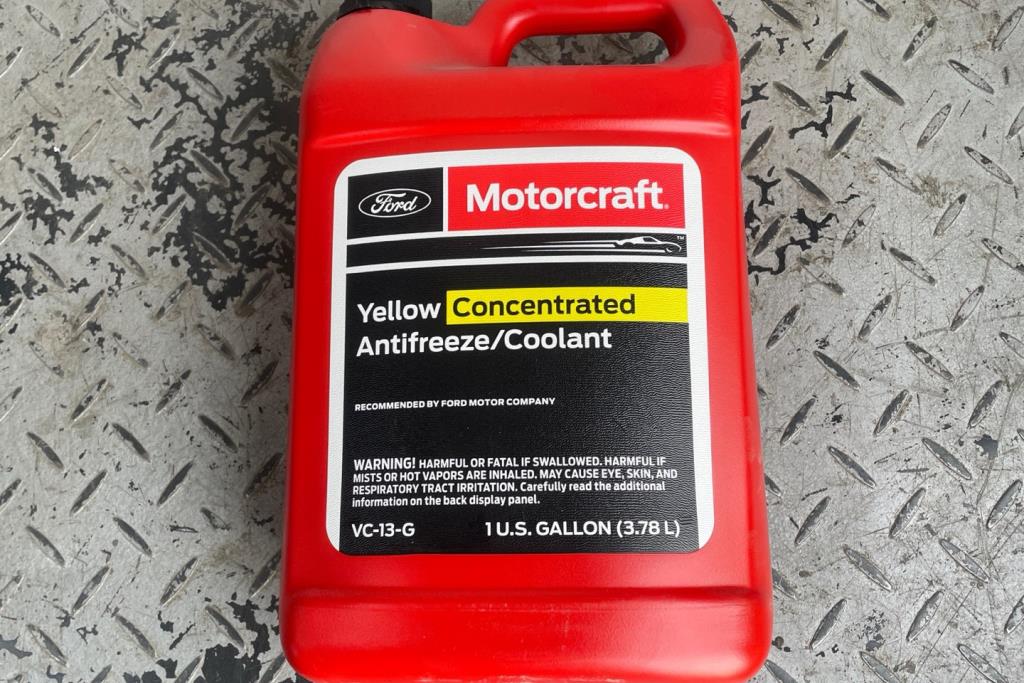 Ford Motorcraft®
TM
Yellow Concentrated
Antifreeze/Coolant
RECOMMENDED BY FORD MOTOR COMPANY
WARNING! HARMFUL OR FATAL IF SWALLOWED. HARMFUL IF
MISTS OR HOT VAPORS ARE INHALED. MAY CAUSE EYE, SKIN, AND
RESPIRATORY TRACT IRRITATION. Carefully read the additional
information on the back display panel.
VC-13-G 1 U.S. GALLON (3.78 L)